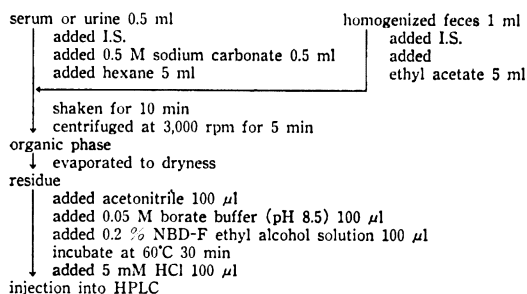 serum or urine 0.5 ml
added I.S.
added 0.5 M sodium carbonate 0.5 ml
added hexane 5 ml
homogenized feces 1 ml
added I.S.
added
ethyl acetate 5 ml
shaken for 10 min
centrifuged at 3,000 rpm for 5 min
organic phase
evaporated to dryness
residue
added acetonitrile 100 μl
added 0.05 M borate buffer (pH 8.5) 100 μl
added 0.2 % NBD-F ethyl alcohol solution 100 μl
incubate at 60°C 30 min
added 5 mM HCl 100 μl
injection into HPLC